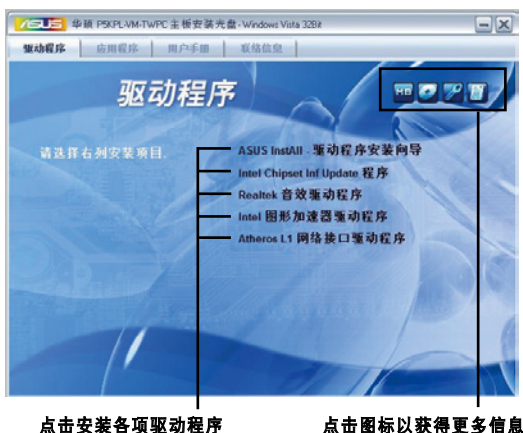 ASUS 华硕 P5KPL-VM-TWPC 主板安装光盘 - Windows Vista 32Bit
驱动程序 应用程序 用户手册 联络信息
驱动程序
请选择右列安装项目.
ASUS InstAll - 驱动程序安装向导
Intel Chipset Inf Update 程序
Realtek 音效驱动程序
Intel 图形加速器驱动程序
Atheros L1 网络接口驱动程序
点击安装各项驱动程序
点击图标以获得更多信息